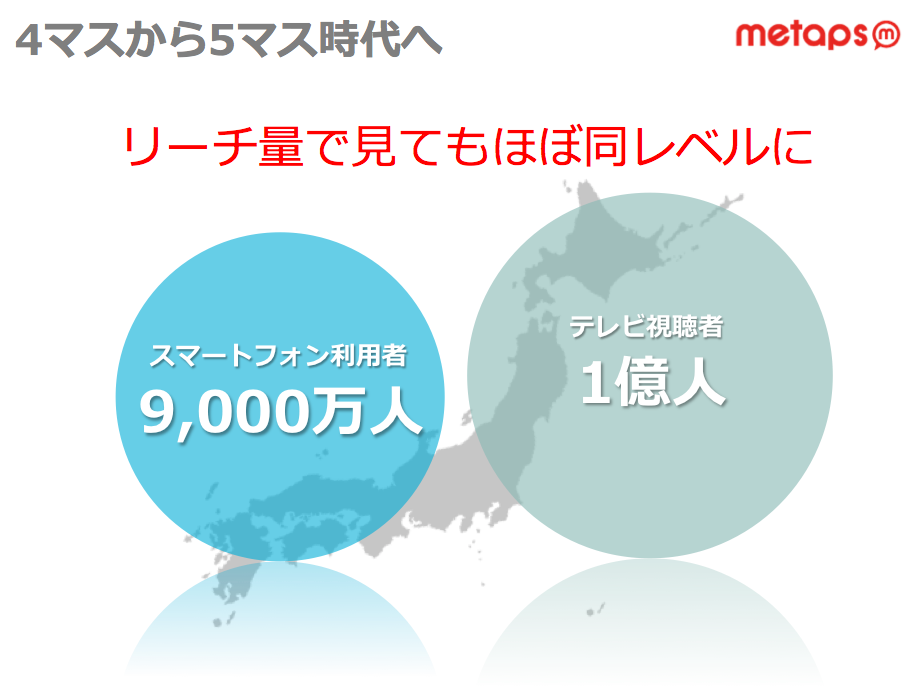 4マスから5マス時代へ
metaps m
リーチ量で見てもほぼ同レベルに
スマートフォン利用者
9,000万人
テレビ視聴者
1億人